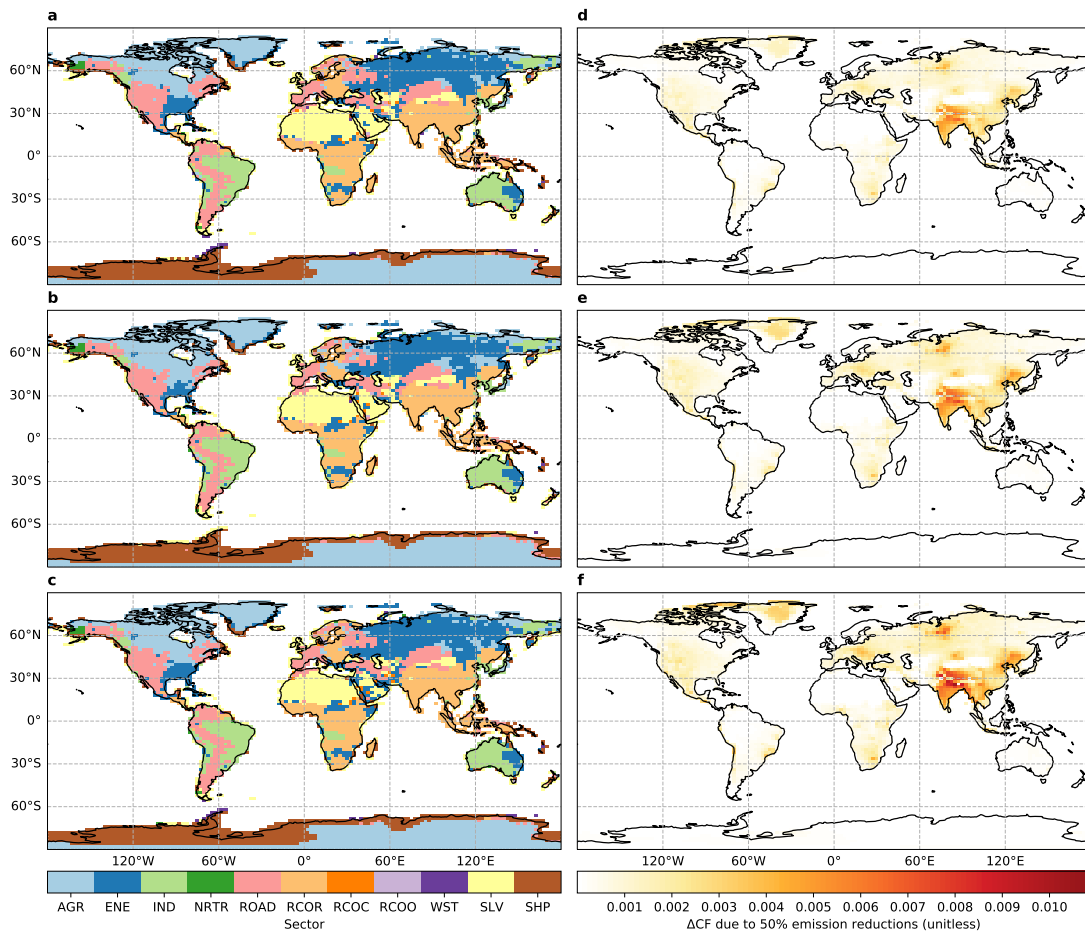 a
d
60°N
30°N
0°
30°S
60°S
b
e
60°N
30°N
0°
30°S
60°S
c
f
60°N
30°N
0°
30°S
60°S
120°W 60°W 0° 60°E 120°E
120°W 60°W 0° 60°E 120°E
AGR ENE IND NRTR ROAD RCOR RCOC RCOO WST SLV SHP
Sector
0.001 0.002 0.003 0.004 0.005 0.006 0.007 0.008 0.009 0.010
ΔCF due to 50% emission reductions (unitless)